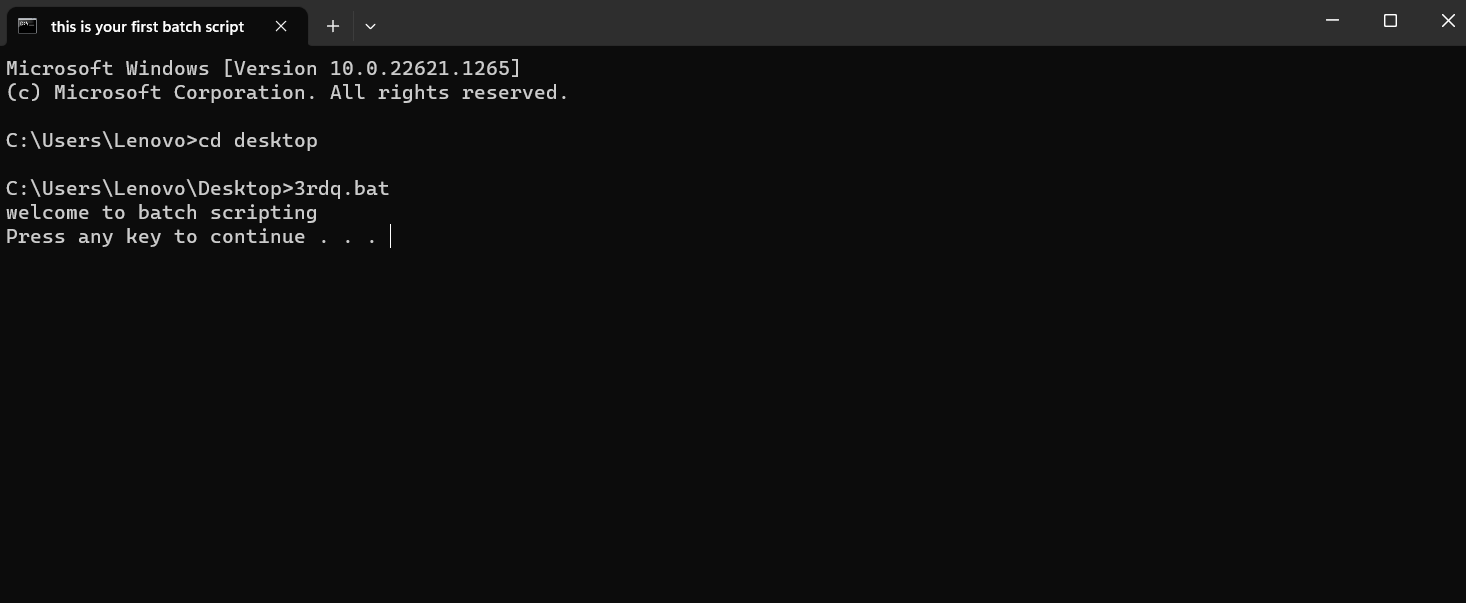 this is your first batch script
Microsoft Windows [Version 10.0.22621.1265]
(c) Microsoft Corporation. All rights reserved.
C:\Users\Lenovo>cd desktop
C:\Users\Lenovo\Desktop>3rdq.bat
welcome to batch scripting
Press any key to continue . . .